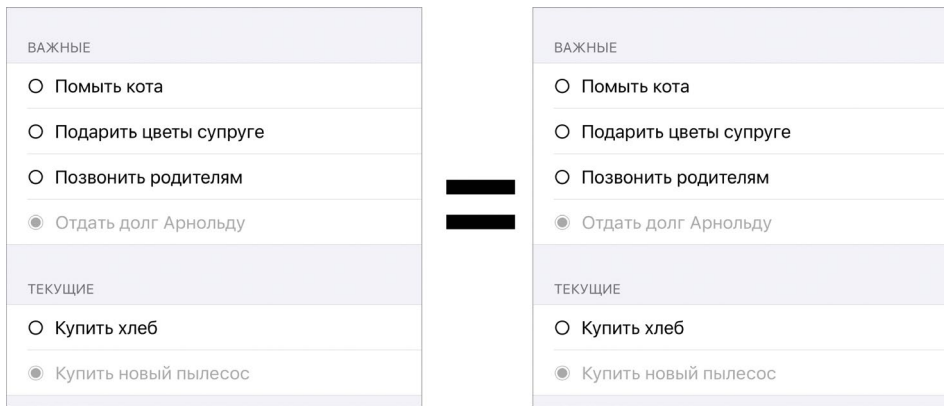 ВАЖНЫЕ
Помыть кота
Подарить цветы супруге
Позвонить родителям
Отдать долг Арнольду
ТЕКУЩИЕ
Купить хлеб
Купить новый пылесос
=
ВАЖНЫЕ
Помыть кота
Подарить цветы супруге
Позвонить родителям
Отдать долг Арнольду
ТЕКУЩИЕ
Купить хлеб
Купить новый пылесос